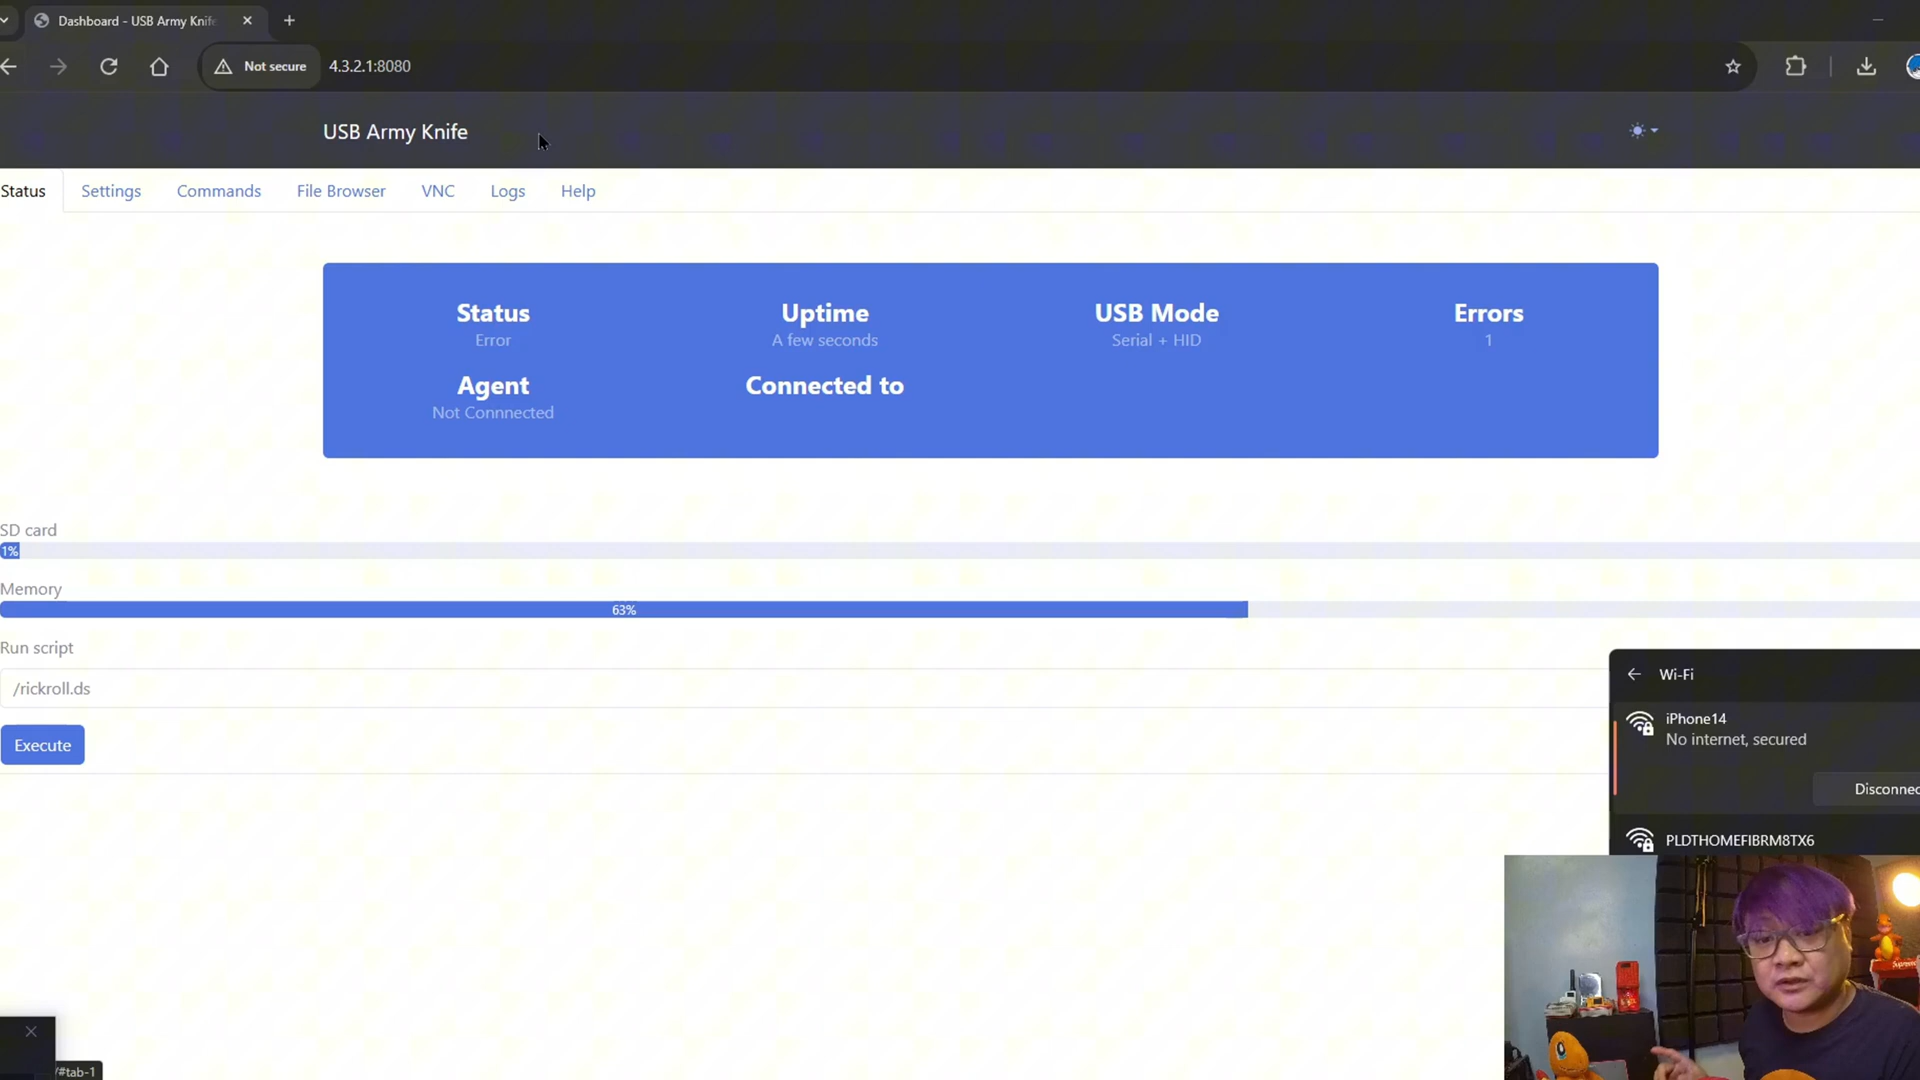 Dashboard - USB Army Knife
Not secure
4.3.2.1:8080
USB Army Knife
Status
Settings
Commands
File Browser
VNC
Logs
Help
Status
Uptime
USB Mode
Errors
Error
A few seconds
Serial + HID
1
Agent
Connected to
Not Connnected
SD card
1%
Memory
63%
Run script
/rickroll.ds
Execute
Wi-Fi
iPhone14
No internet, secured
Disconnec
PLDTHOMEFIBRM8TX6
Supreme
/#tab-1